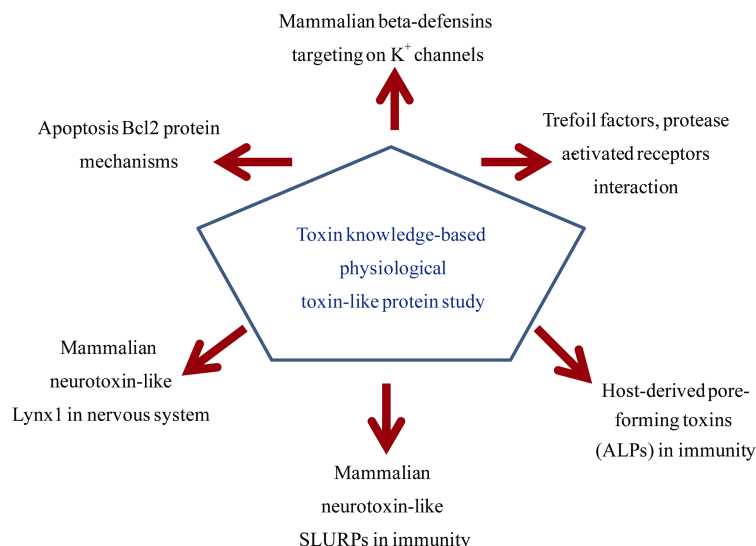 Mammalian beta-defensins
targeting on K⁺ channels
Apoptosis Bcl2 protein
mechanisms
Trefoil factors, protease
activated receptors
interaction
Toxin knowledge-based
physiological
toxin-like protein study
Mammalian
neurotoxin-like
Lynx1 in nervous system
Host-derived pore-
forming toxins
(ALPs) in immunity
Mammalian
neurotoxin-like
SLURPs in immunity